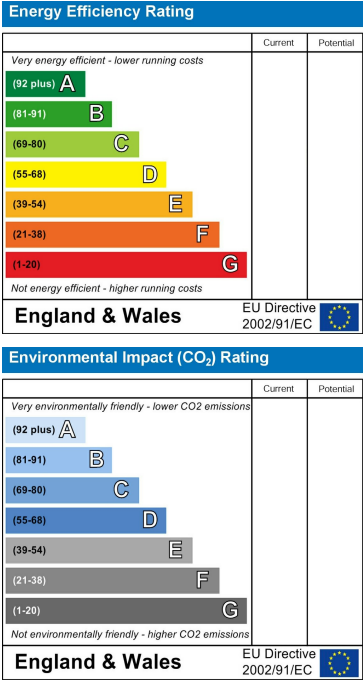 Energy Efficiency Rating
Current Potential
Very energy efficient - lower running costs
(92 plus) A
(81-91) B
(69-80) C
(55-68) D
(39-54) E
(21-38) F
(1-20) G
Not energy efficient - higher running costs
England & Wales
EU Directive
2002/91/EC
Environmental Impact (CO₂) Rating
Current Potential
Very environmentally friendly - lower CO2 emissions
(92 plus) A
(81-91) B
(69-80) C
(55-68) D
(39-54) E
(21-38) F
(1-20) G
Not environmentally friendly - higher CO2 emissions
England & Wales
EU Directive
2002/91/EC